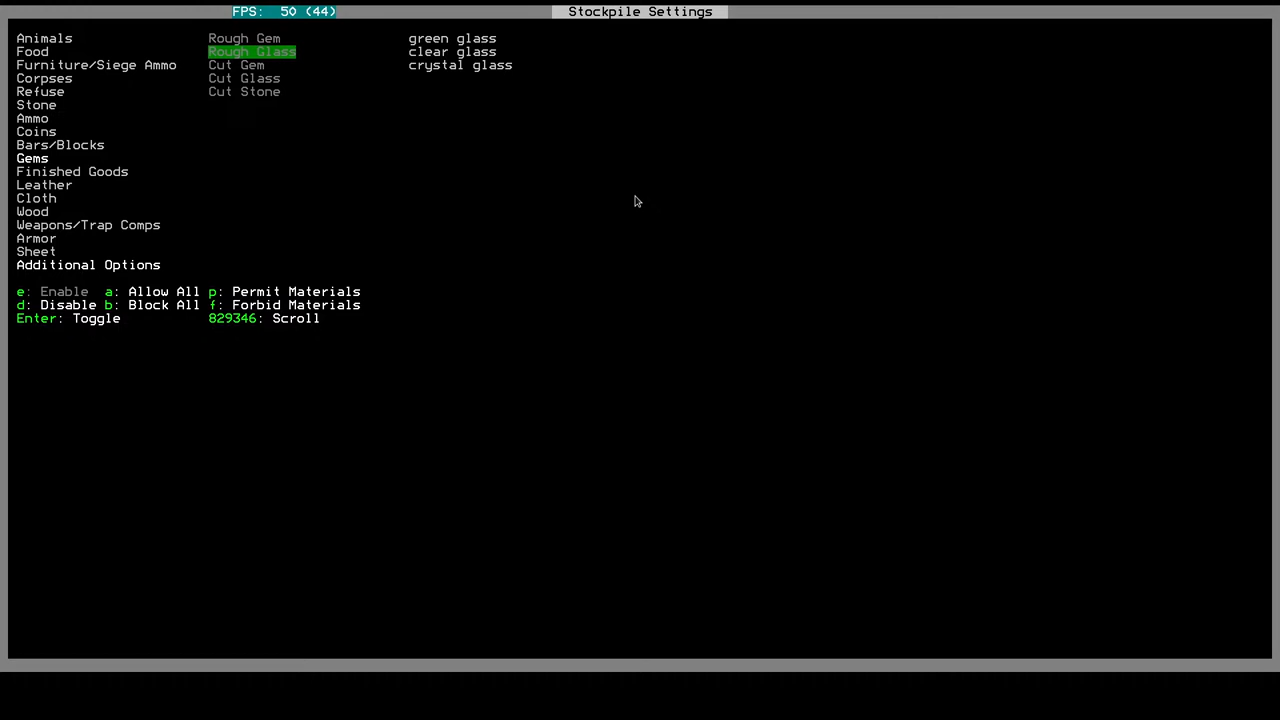 FPS: 50 (44) Stockpile Settings
Animals Rough Gem green glass
Food Rough Glass clear glass
Furniture/Siege Ammo Cut Gem crystal glass
Corpses Cut Glass
Refuse Cut Stone
Stone
Ammo
Coins
Bars/Blocks
Gems
Finished Goods
Leather
Cloth
Wood
Weapons/Trap Comps
Armor
Sheet
Additional Options
e: Enable a: Allow All p: Permit Materials
d: Disable b: Block All f: Forbid Materials
Enter: Toggle 829346: Scroll